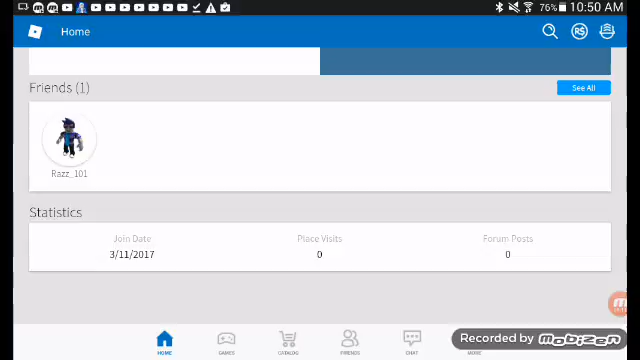 76% 10:50 AM
Home
R$
Friends (1)
See All
Razz_101
Statistics
Join Date
Place Visits
Forum Posts
3/11/2017
0
0
HOME
GAMES
CATALOG
FRIENDS
CHAT
MORE
Recorded by mobizen